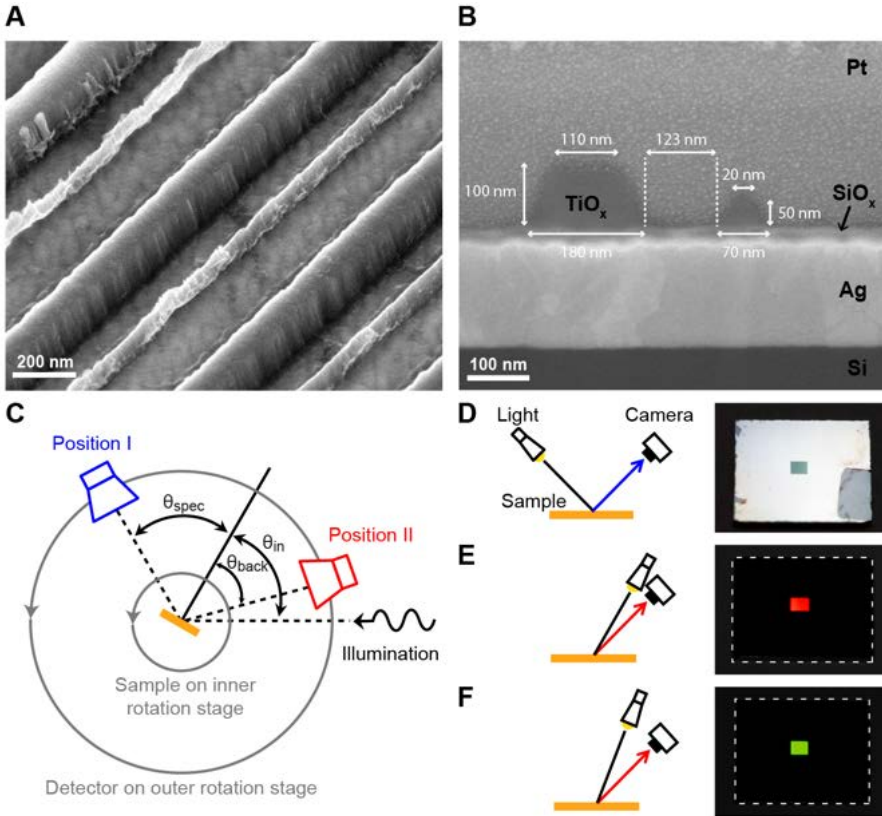 A
200 nm
B
Pt
110 nm
123 nm
20 nm
100 nm
TiOx
SiOx
50 nm
180 nm
70 nm
Ag
100 nm
Si
C
Position I
θspec
θin
Position II
θback
Illumination
Sample on inner
rotation stage
Detector on outer rotation stage
D
Light
Camera
Sample
E
F